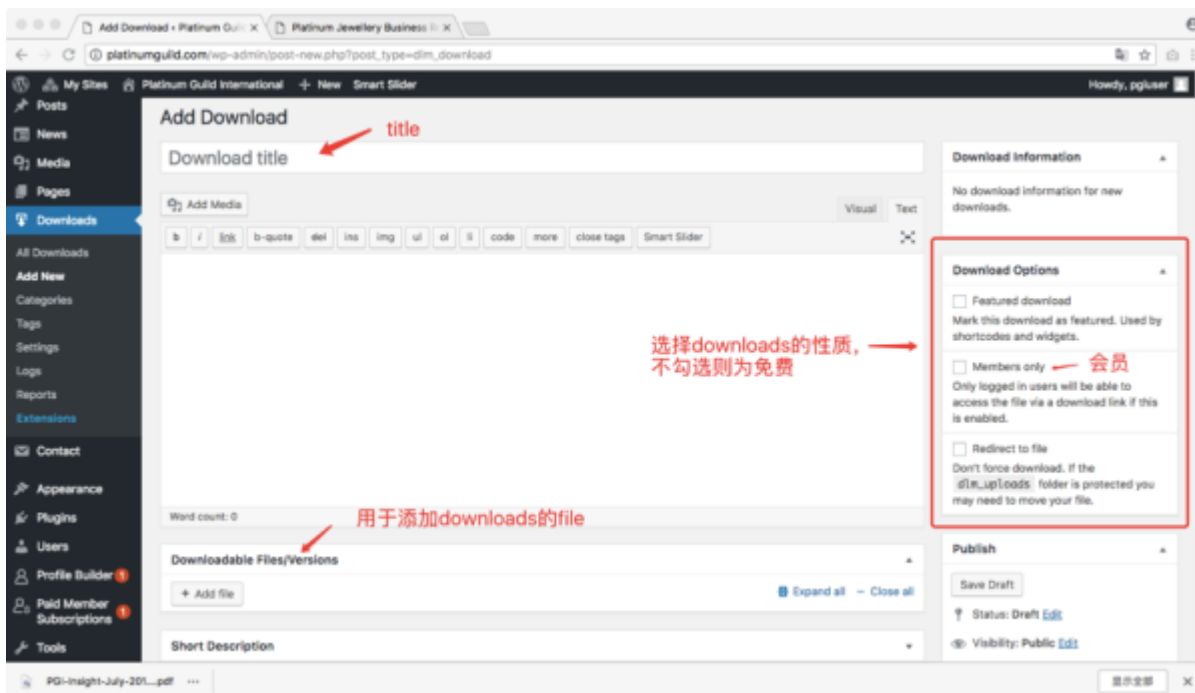 Add Download ‹ Platinum Guil
Platinum Jewellery Business R
platinumguild.com/wp-admin/post-new.php?post_type=dlm_download
My Sites Platinum Guild International + New Smart Slider Howdy, pgiuser
Posts
News
Media
Pages
Downloads
All Downloads
Add New
Categories
Tags
Settings
Logs
Reports
Extensions
Contact
Appearance
Plugins
Users
Profile Builder 1
Paid Member
Subscriptions 1
Tools
Add Download
title
Download title
Add Media
Visual Text
b i link b-quote del ins img ul ol li code more close tags Smart Slider
选择downloads的性质，
不勾选则为免费
Word count: 0
用于添加downloads的file
Downloadable Files/Versions
+ Add file
Expand all – Close all
Short Description
Download Information
No download information for new
downloads.
Download Options
Featured download
Mark this download as featured. Used by
shortcodes and widgets.
Members only 会员
Only logged in users will be able to
access the file via a download link if this
is enabled.
Redirect to file
Don't force download. If the
dlm_uploads folder is protected you
may need to move your file.
Publish
Save Draft
Status: Draft Edit
Visibility: Public Edit
PGI-Insight-July-201....pdf
显示全部